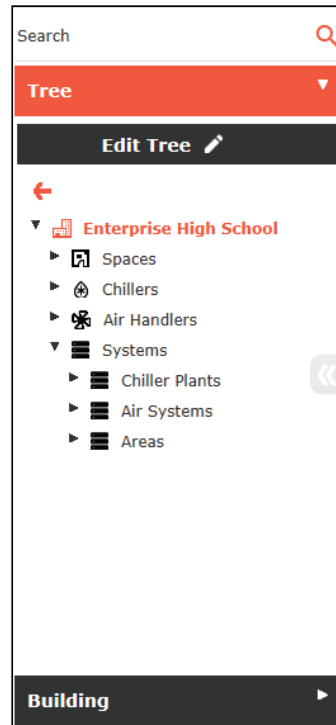 Search
Tree
Edit Tree
Enterprise High School
Spaces
Chillers
Air Handlers
Systems
Chiller Plants
Air Systems
Areas
Building